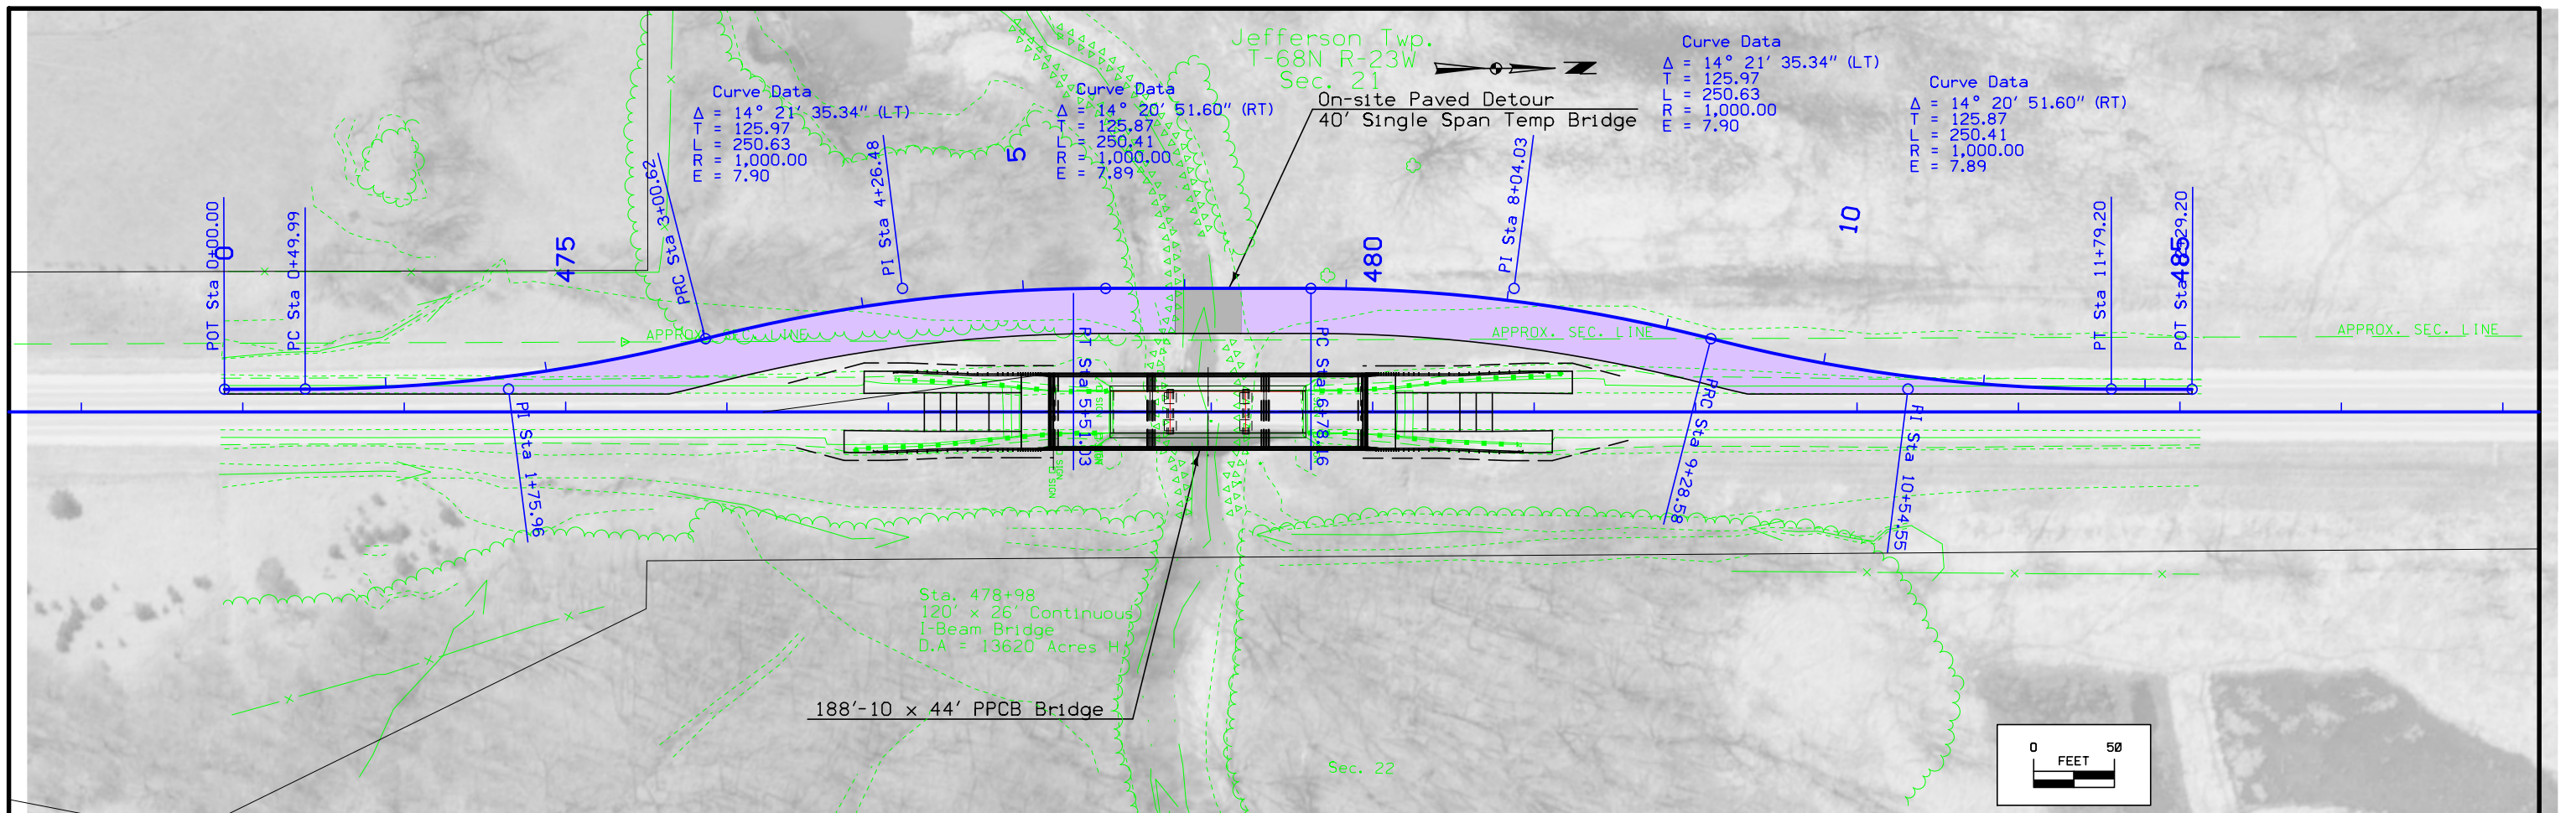 Jefferson Twp.
T-68N R-23W
Sec. 21
Curve Data
Δ = 14° 21' 35.34" (LT)
T = 125.97
L = 250.63
R = 1,000.00
E = 7.90
Curve Data
Δ = 14° 20' 51.60" (RT)
T = 125.87
L = 250.41
R = 1,000.00
E = 7.89
On-site Paved Detour
40' Single Span Temp Bridge
Curve Data
Δ = 14° 21' 35.34" (LT)
T = 125.97
L = 250.63
R = 1,000.00
E = 7.90
Curve Data
Δ = 14° 20' 51.60" (RT)
T = 125.87
L = 250.41
R = 1,000.00
E = 7.89
POT Sta 0+00.00
0
PC Sta 0+49.99
475
PRC Sta 3+00.62
PI Sta 4+26.48
5
480
PI Sta 8+04.03
10
PT Sta 11+79.20
485
APPROX. SEC. LINE
APPROX. SEC. LINE
APPROX. SEC. LINE
PI Sta 1+75.96
PT Sta 5+51.03
PC Sta 6+78.16
PRC Sta 9+28.58
PI Sta 10+54.55
SIGN
SIGN
Sta. 478+98
120' x 26' Continuous
I-Beam Bridge
D.A = 13620 Acres H
188'-10 x 44' PPCB Bridge
Sec. 22
0 50
FEET